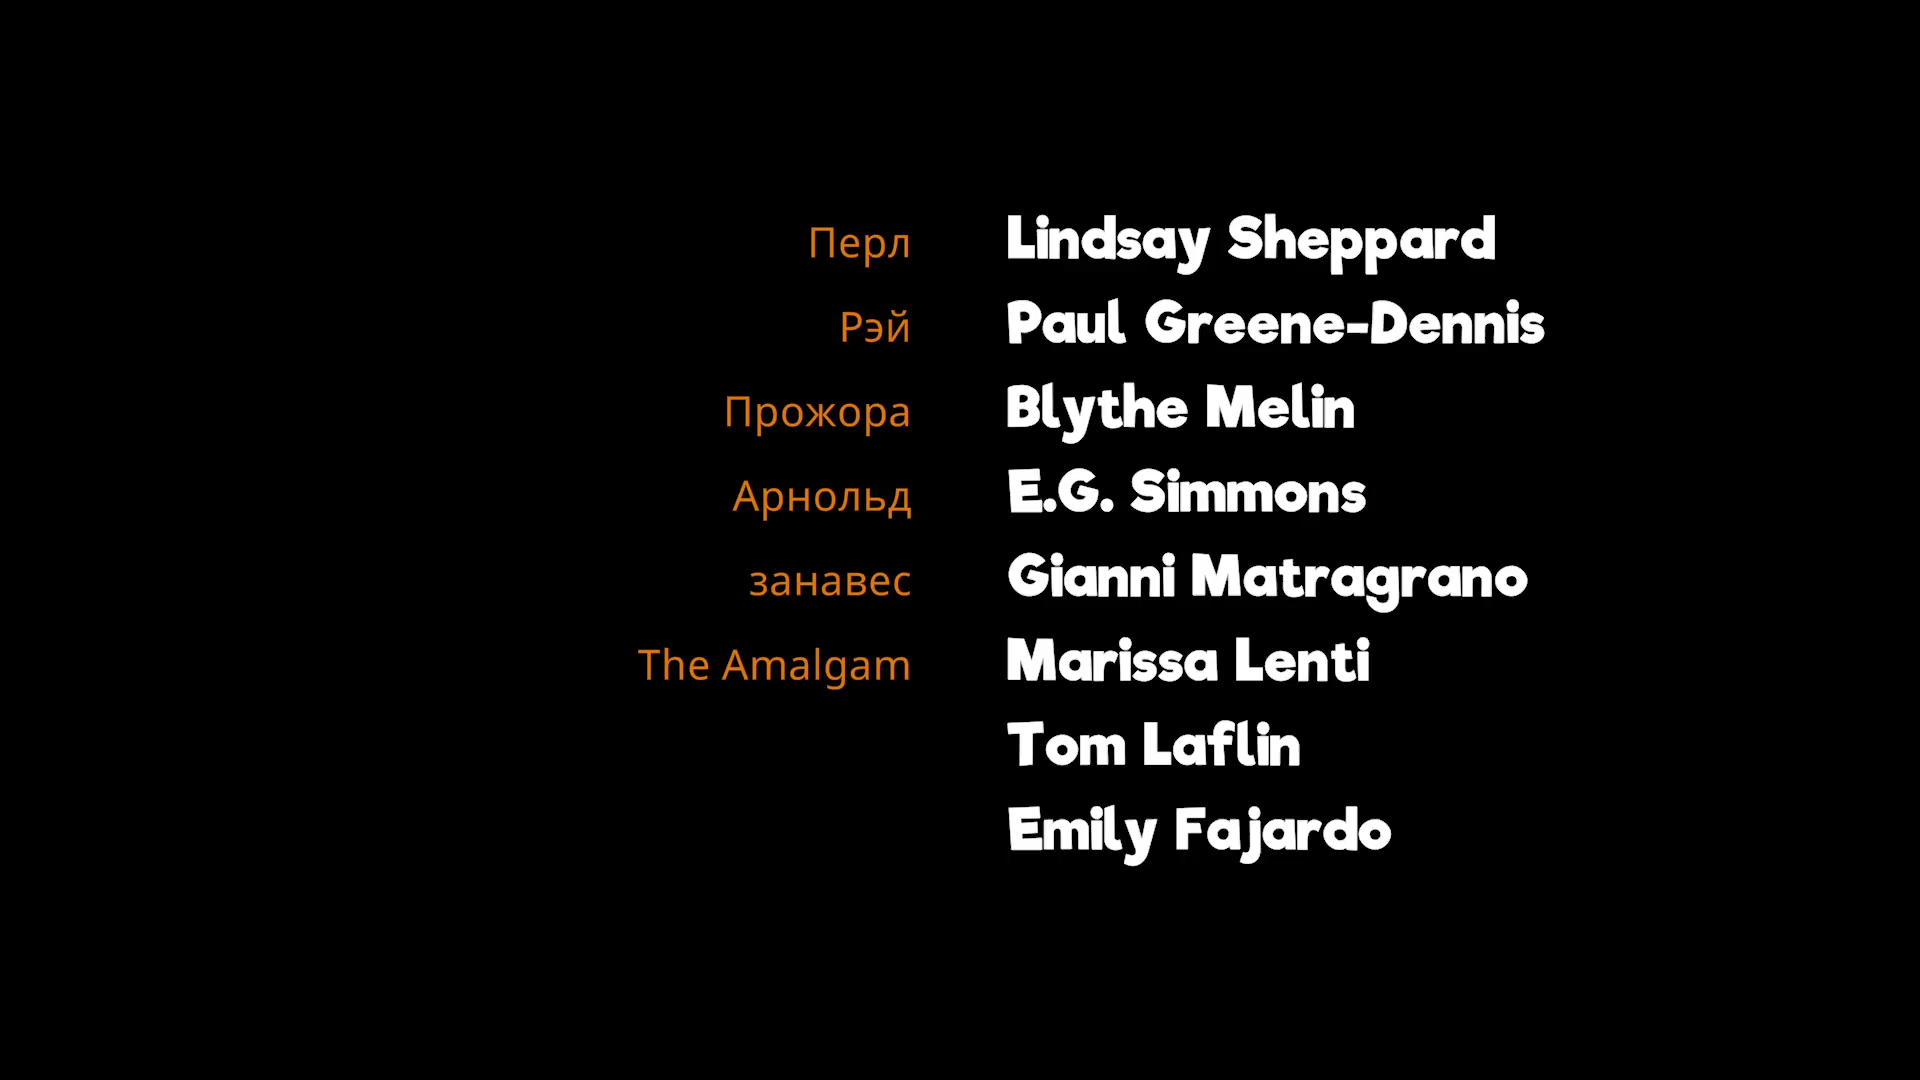 Перл Lindsay Sheppard
Рэй Paul Greene-Dennis
Прожора Blythe Melin
Арнольд E.G. Simmons
занавес Gianni Matragrano
The Amalgam Marissa Lenti
Tom Laflin
Emily Fajardo